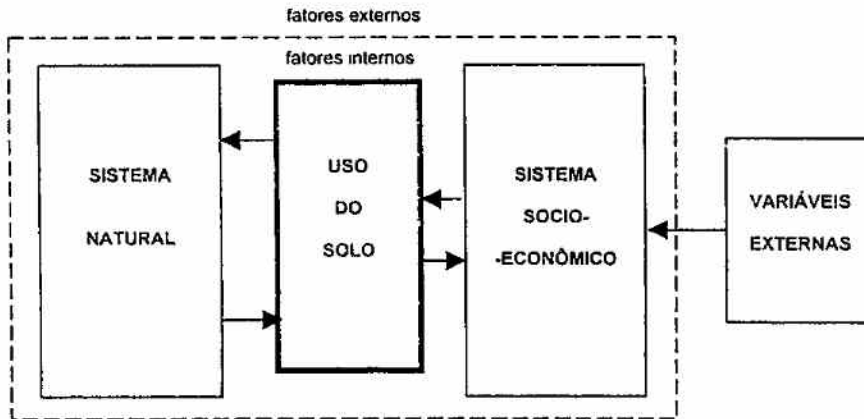 fatores externos
fatores internos
SISTEMA
NATURAL
USO
DO
SOLO
SISTEMA
SOCIO-
-ECONÔMICO
VARIÁVEIS
EXTERNAS